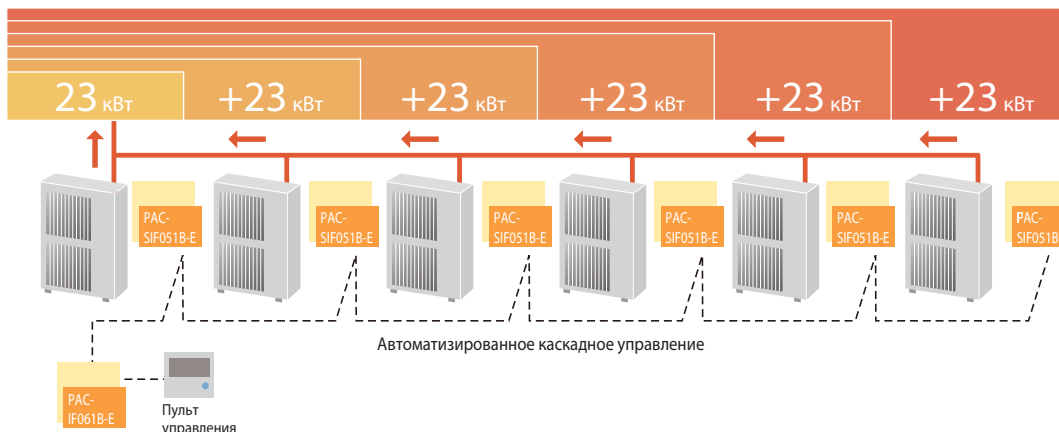 23 кВт
+23 кВт
+23 кВт
+23 кВт
+23 кВт
+23 кВт
PAC-
SIF051B-E
PAC-
SIF051B-E
PAC-
SIF051B-E
PAC-
SIF051B-E
PAC-
SIF051B-E
PAC-
SIF051B
Автоматизированное каскадное управление
PAC-
IF061B-E
Пульт
управления